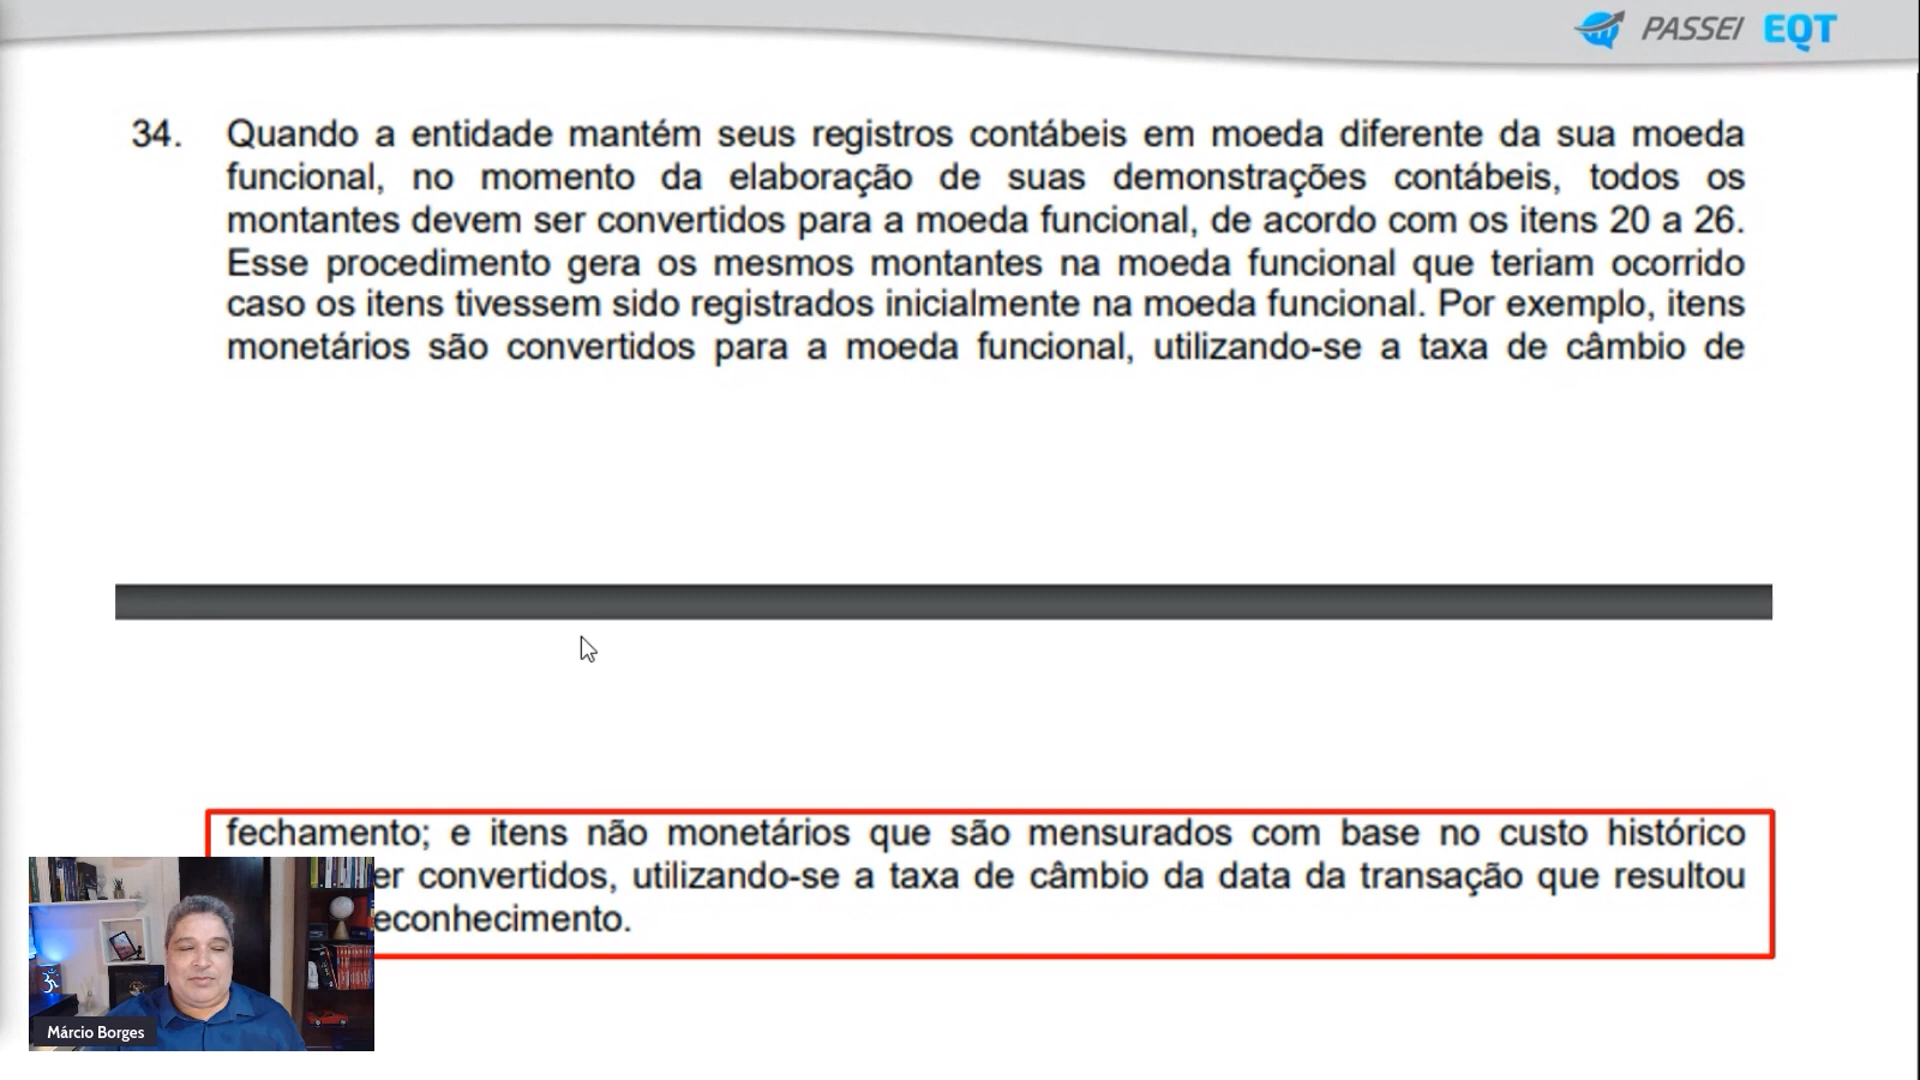 PASSEI EQT
34. Quando a entidade mantém seus registros contábeis em moeda diferente da sua moeda
funcional, no momento da elaboração de suas demonstrações contábeis, todos os
montantes devem ser convertidos para a moeda funcional, de acordo com os itens 20 a 26.
Esse procedimento gera os mesmos montantes na moeda funcional que teriam ocorrido
caso os itens tivessem sido registrados inicialmente na moeda funcional. Por exemplo, itens
monetários são convertidos para a moeda funcional, utilizando-se a taxa de câmbio de
fechamento; e itens não monetários que são mensurados com base no custo histórico
er convertidos, utilizando-se a taxa de câmbio da data da transação que resultou
econhecimento.
Márcio Borges